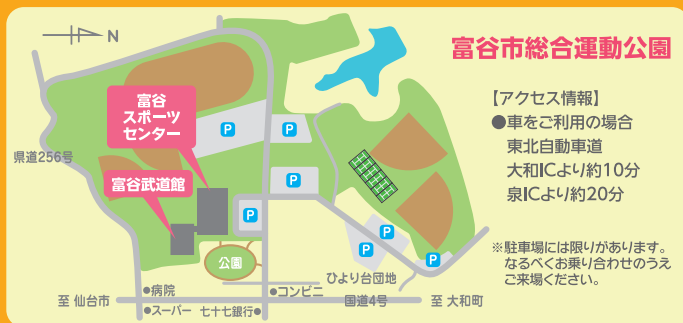 N
富谷市総合運動公園
【アクセス情報】
●車をご利用の場合
東北自動車道
大和ICより約10分
泉ICより約20分
※駐車場には限りがあります。
なるべくお乗り合わせのうえ
ご来場ください。
富谷
スポーツ
センター
富谷武道館
県道256号
P
P
P
P
P
P
公園
ひより台団地
国道4号
至 仙台市
至 大和町
●病院
●スーパー
七十七銀行●
●コンビニ